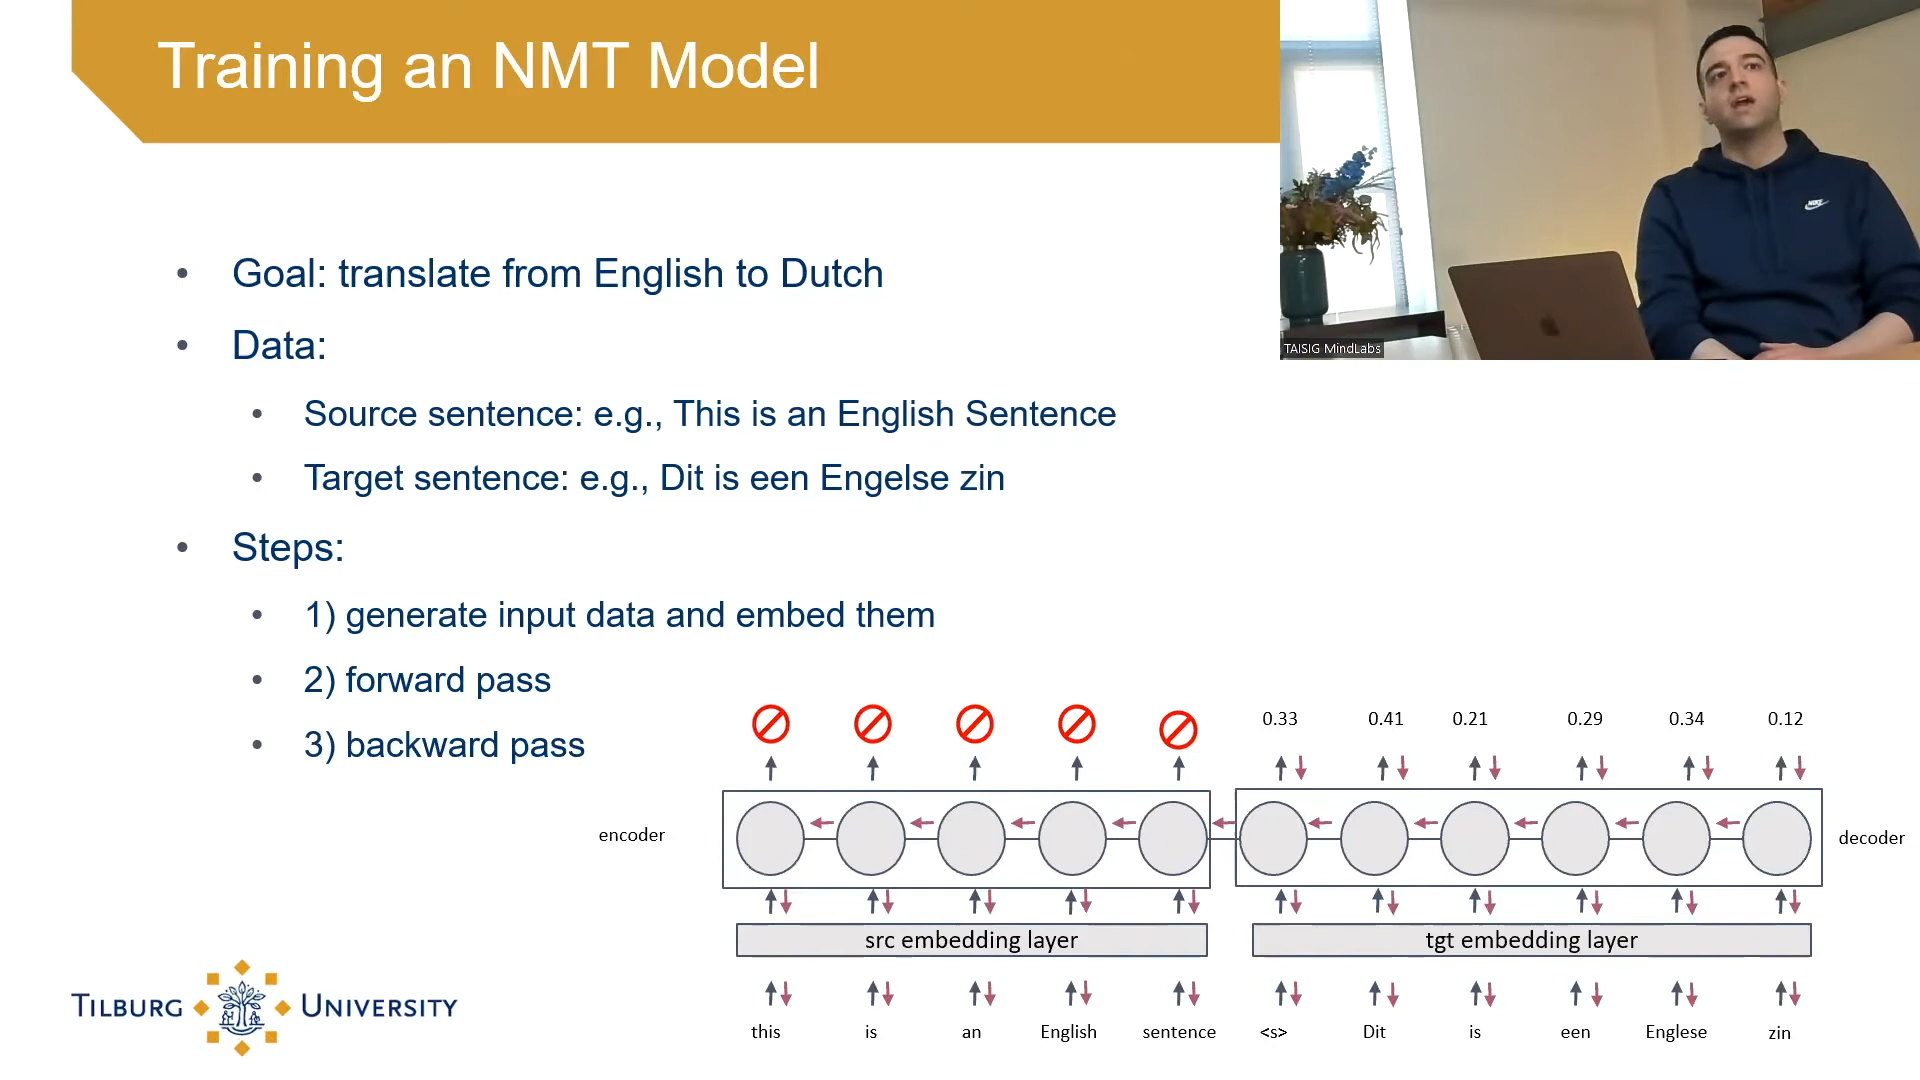 Training an NMT Model
NIKE
TAISIG MindLabs
• Goal: translate from English to Dutch
• Data:
• Source sentence: e.g., This is an English Sentence
• Target sentence: e.g., Dit is een Engelse zin
• Steps:
• 1) generate input data and embed them
• 2) forward pass
• 3) backward pass
0.33 0.41 0.21 0.29 0.34 0.12
encoder
decoder
src embedding layer
tgt embedding layer
this is an English sentence <s> Dit is een Englese zin
TILBURG UNIVERSITY